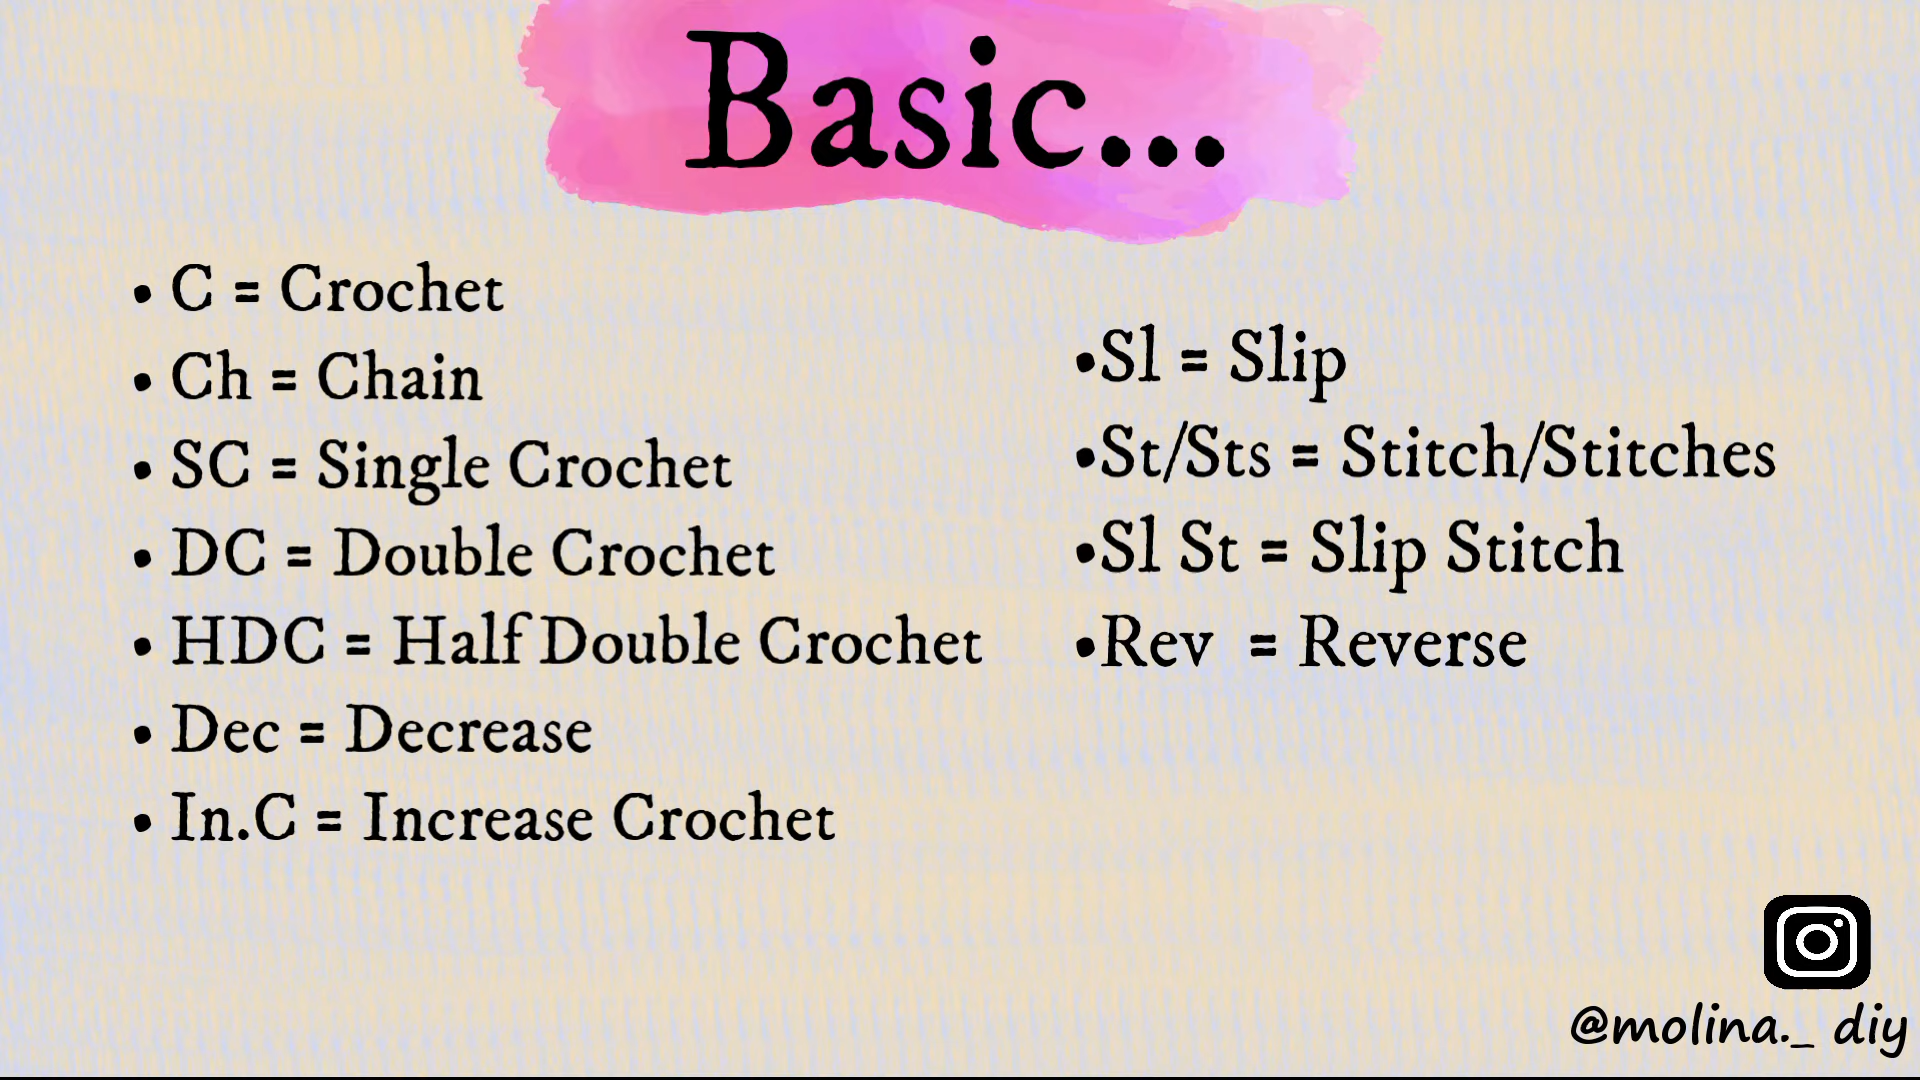 Basic...
• C = Crochet
• Ch = Chain
• SC = Single Crochet
• DC = Double Crochet
• HDC = Half Double Crochet
• Dec = Decrease
• In.C = Increase Crochet
•Sl = Slip
•St/Sts = Stitch/Stitches
•Sl St = Slip Stitch
•Rev  = Reverse
@molina._ diy